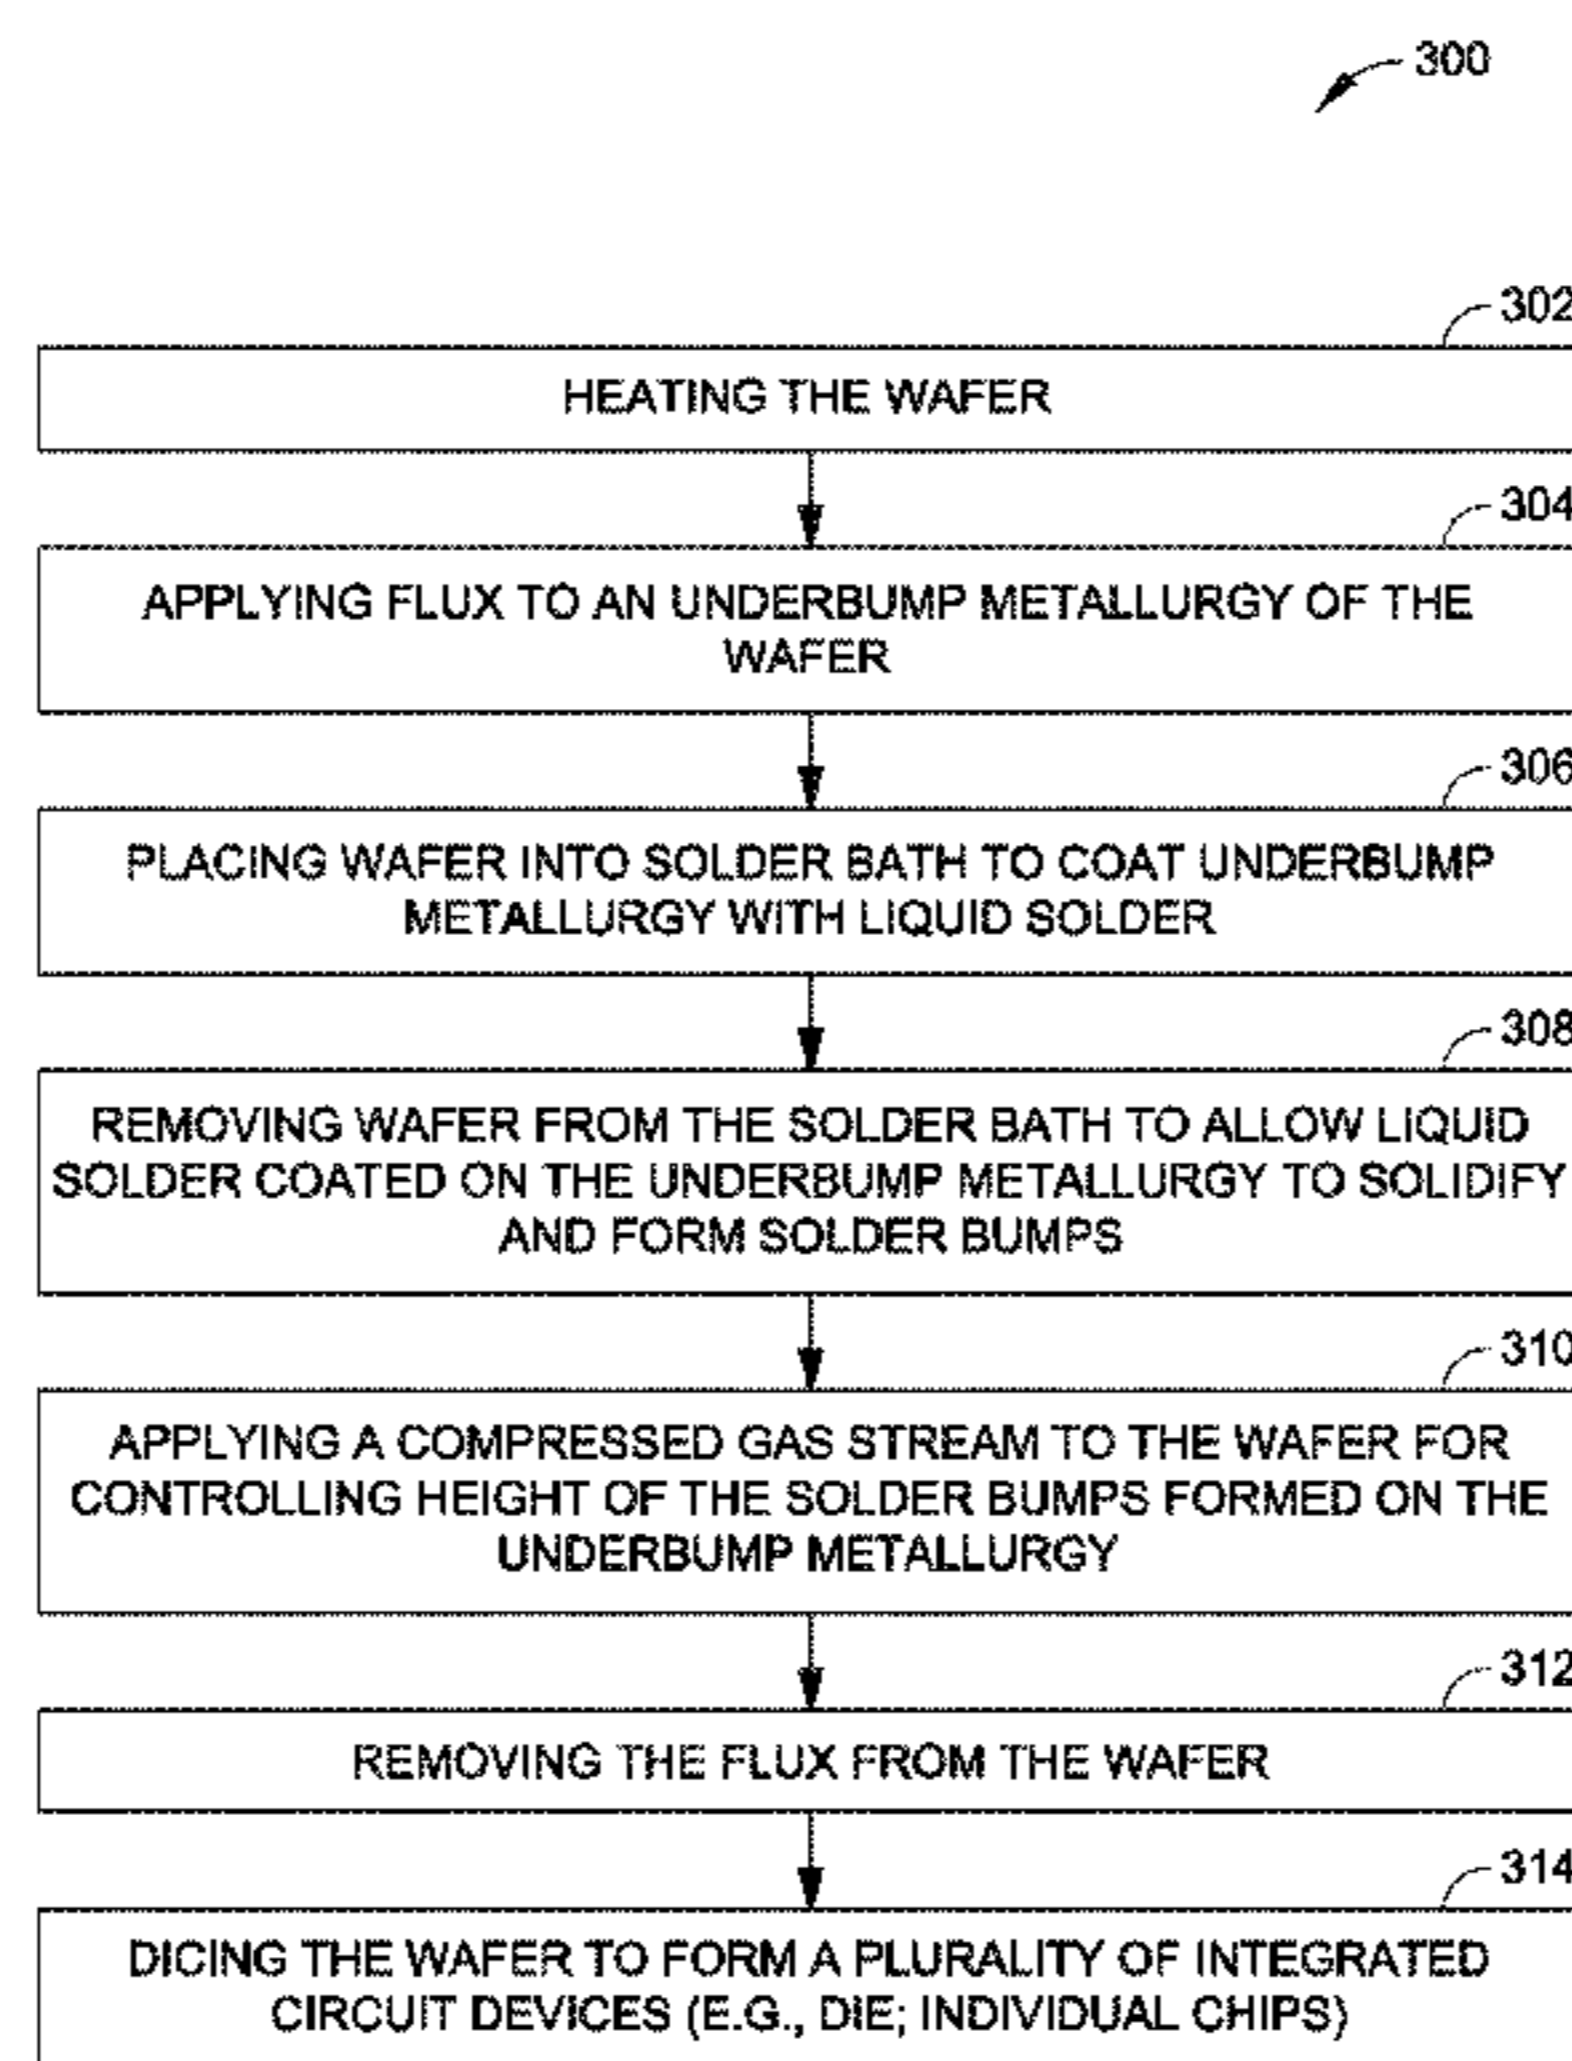 300
302
HEATING THE WAFER
304
APPLYING FLUX TO AN UNDERBUMP METALLURGY OF THE
WAFER
306
PLACING WAFER INTO SOLDER BATH TO COAT UNDERBUMP
METALLURGY WITH LIQUID SOLDER
308
REMOVING WAFER FROM THE SOLDER BATH TO ALLOW LIQUID
SOLDER COATED ON THE UNDERBUMP METALLURGY TO SOLIDIFY
AND FORM SOLDER BUMPS
310
APPLYING A COMPRESSED GAS STREAM TO THE WAFER FOR
CONTROLLING HEIGHT OF THE SOLDER BUMPS FORMED ON THE
UNDERBUMP METALLURGY
312
REMOVING THE FLUX FROM THE WAFER
314
DICING THE WAFER TO FORM A PLURALITY OF INTEGRATED
CIRCUIT DEVICES (E.G., DIE; INDIVIDUAL CHIPS)